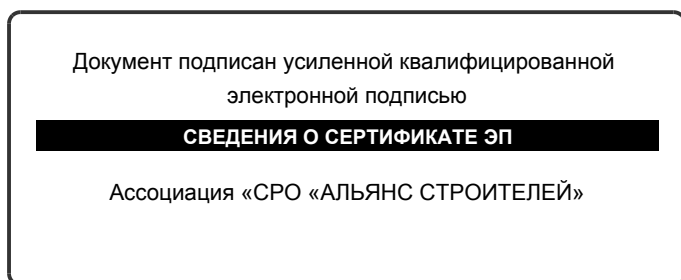 Документ подписан усиленной квалифицированной
электронной подписью
СВЕДЕНИЯ О СЕРТИФИКАТЕ ЭП
Ассоциация «СРО «АЛЬЯНС СТРОИТЕЛЕЙ»